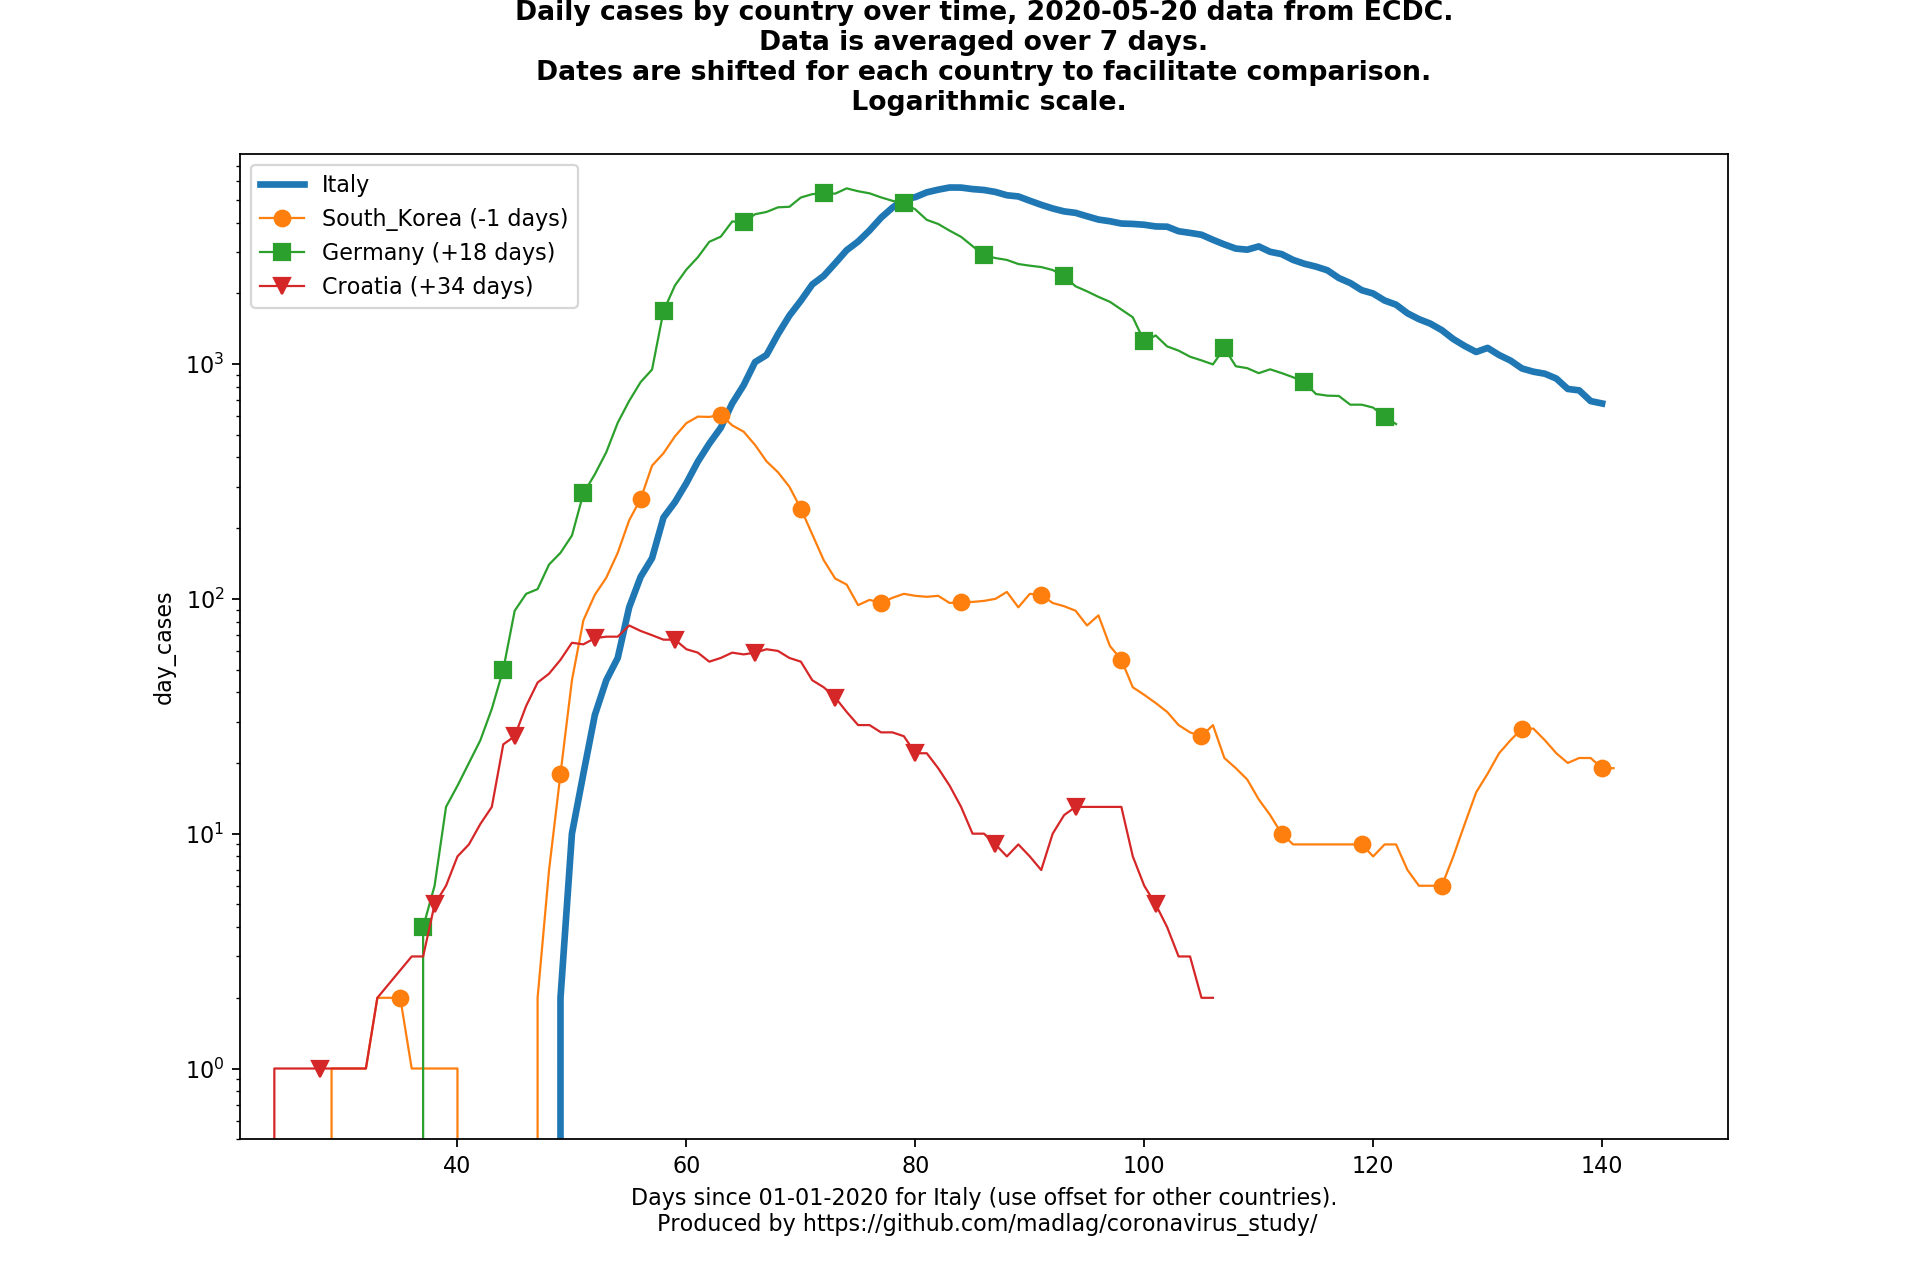 Daily cases by country over time, 2020-05-20 data from ECDC.
Data is averaged over 7 days.
Dates are shifted for each country to facilitate comparison.
Logarithmic scale.
Italy
South_Korea (-1 days)
Germany (+18 days)
Croatia (+34 days)
day_cases
10³
10²
10¹
10⁰
40 60 80 100 120 140
Days since 01-01-2020 for Italy (use offset for other countries).
Produced by https://github.com/madlag/coronavirus_study/